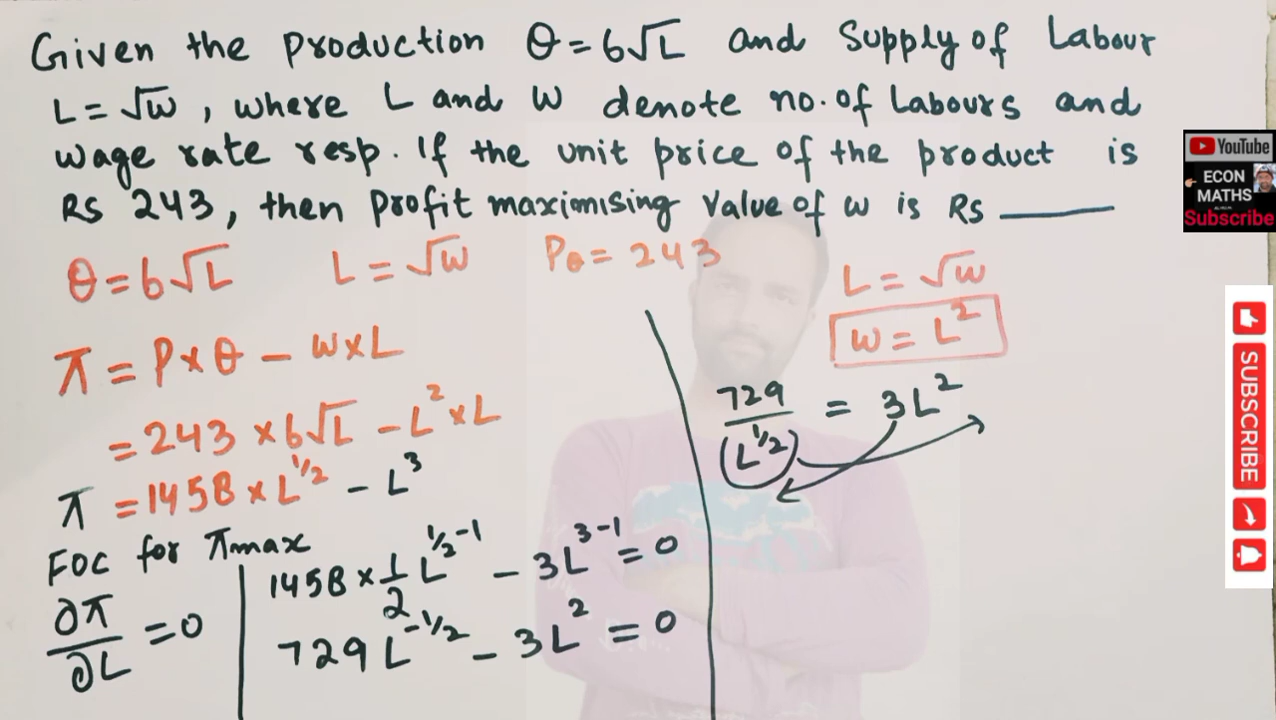 Given the production θ=6√L and Supply of Labour
L=√w, where L and W denote no. of Labours and
wage rate resp. If the unit price of the product is
Rs 243, then Profit maximising Value of w is Rs ______
θ=6√L L=√w Pθ=243
π = P×θ - w×L
= 243 ×6√L - L²×L
π = 1458 × L^1/2 - L³
FOC for πmax
∂π/∂L = 0
1458 × 1/2 L^1/2-1 - 3L^3-1 = 0
729 L^-1/2 - 3L² = 0
L = √w
w = L²
729/(L^1/2) = 3L²
YouTube
ECON
MATHS
Subscribe
SUBSCRIBE